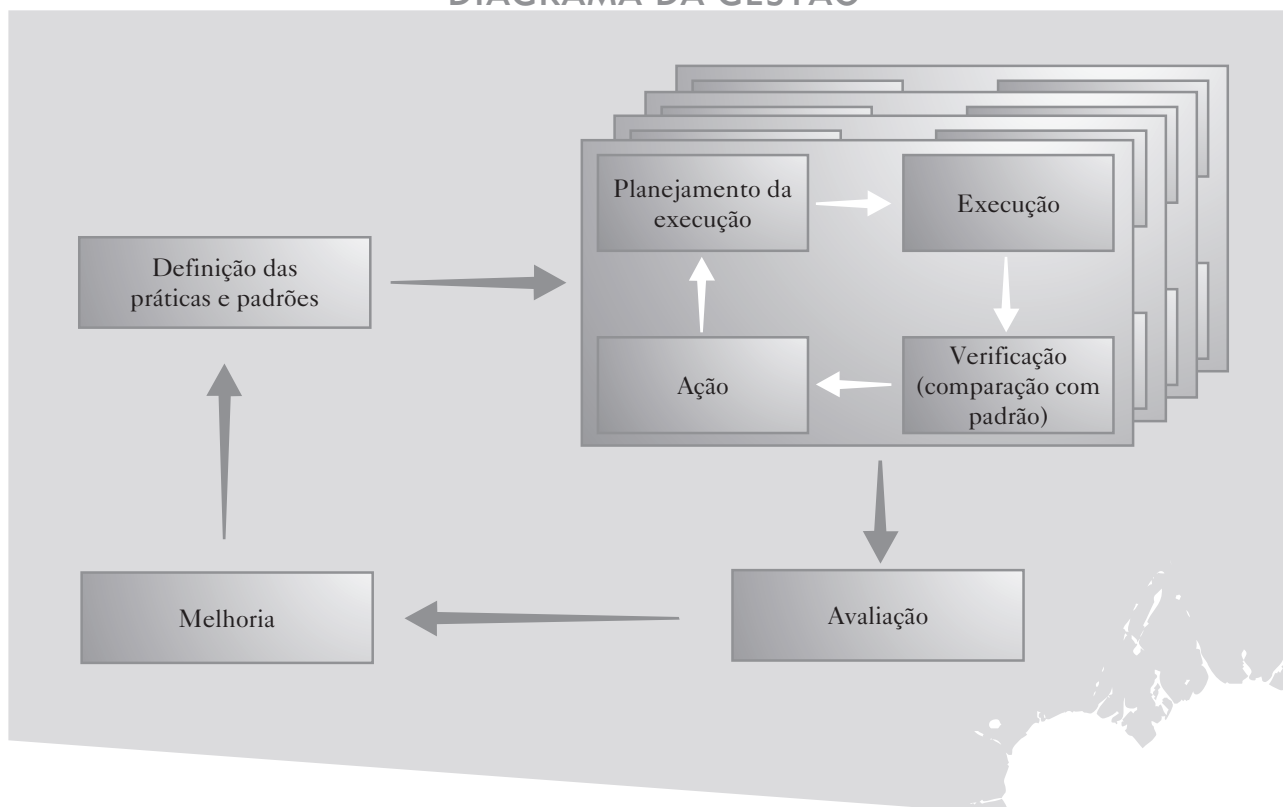 DIAGRAMA DA GESTÃO
Planejamento da
execução
Execução
Definição das
práticas e padrões
Ação
Verificação
(comparação com
padrão)
Melhoria
Avaliação